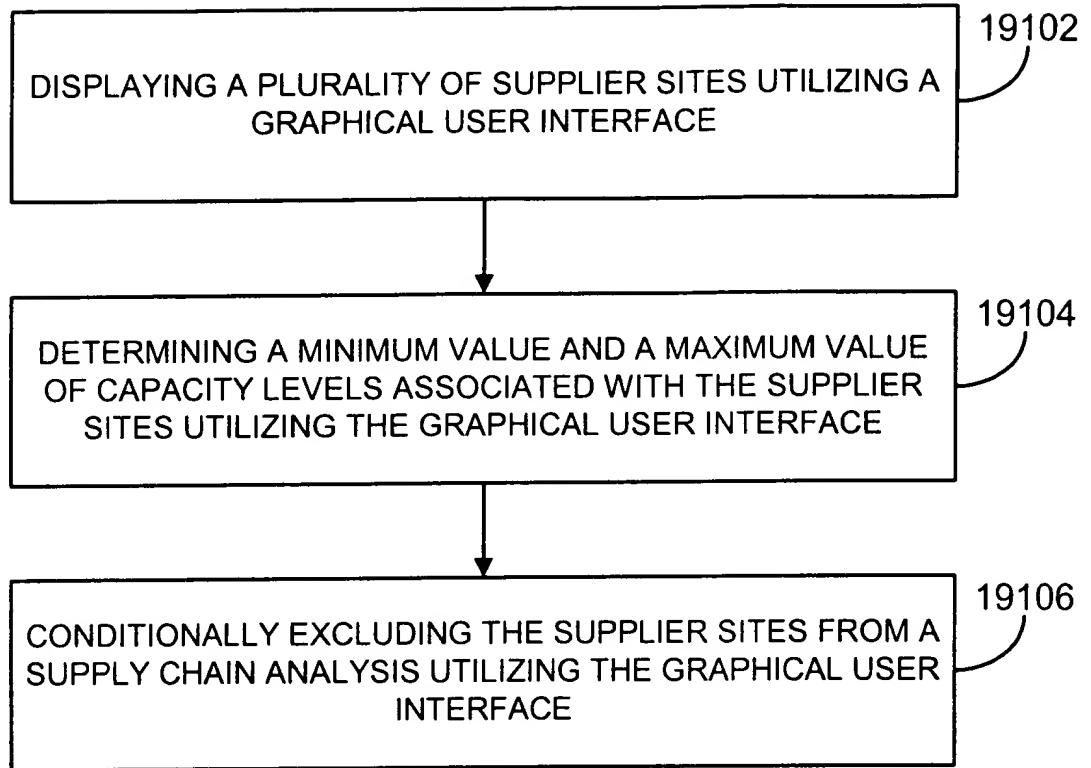 19102
DISPLAYING A PLURALITY OF SUPPLIER SITES UTILIZING A
GRAPHICAL USER INTERFACE
19104
DETERMINING A MINIMUM VALUE AND A MAXIMUM VALUE
OF CAPACITY LEVELS ASSOCIATED WITH THE SUPPLIER
SITES UTILIZING THE GRAPHICAL USER INTERFACE
19106
CONDITIONALLY EXCLUDING THE SUPPLIER SITES FROM A
SUPPLY CHAIN ANALYSIS UTILIZING THE GRAPHICAL USER
INTERFACE